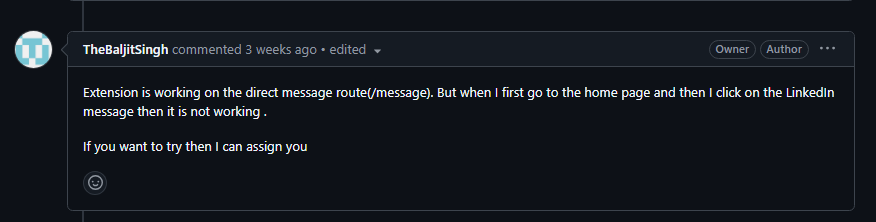 TheBaljitSingh commented 3 weeks ago • edited
Owner
Author
Extension is working on the direct message route(/message). But when I first go to the home page and then I click on the LinkedIn
message then it is not working .
If you want to try then I can assign you